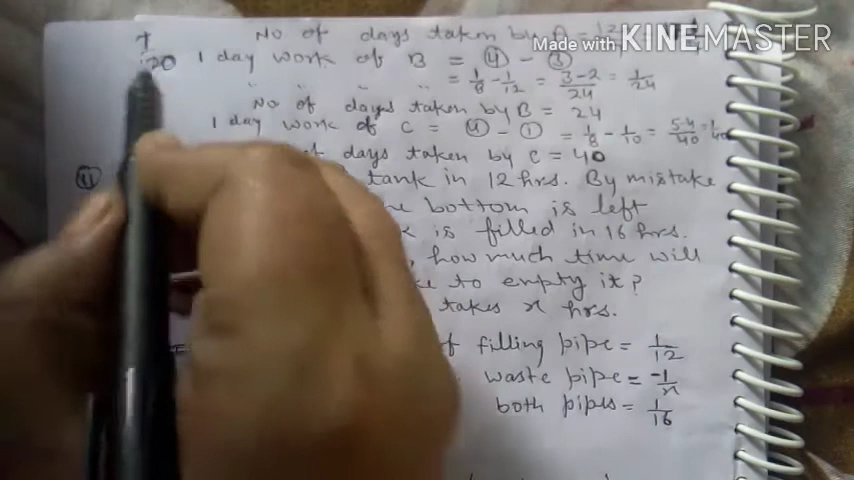 No of days taken by
1 day work of B = ④ - ③
= 1/8 - 1/12 = 3-2/24 = 1/24
No of days taken by B = 24
1 day work of C = ④ - ① = 1/8 - 1/10 = 5-4/40 = 1/40
days taken by C = 40
tank in 12 hrs. By mistake
bottom is left
is filled in 16 hrs.
, how much time will
to empty it?
takes x hrs.
of filling pipe = 1/12
waste pipe = -1/x
both pipes = 1/16
Made with KINEMASTER